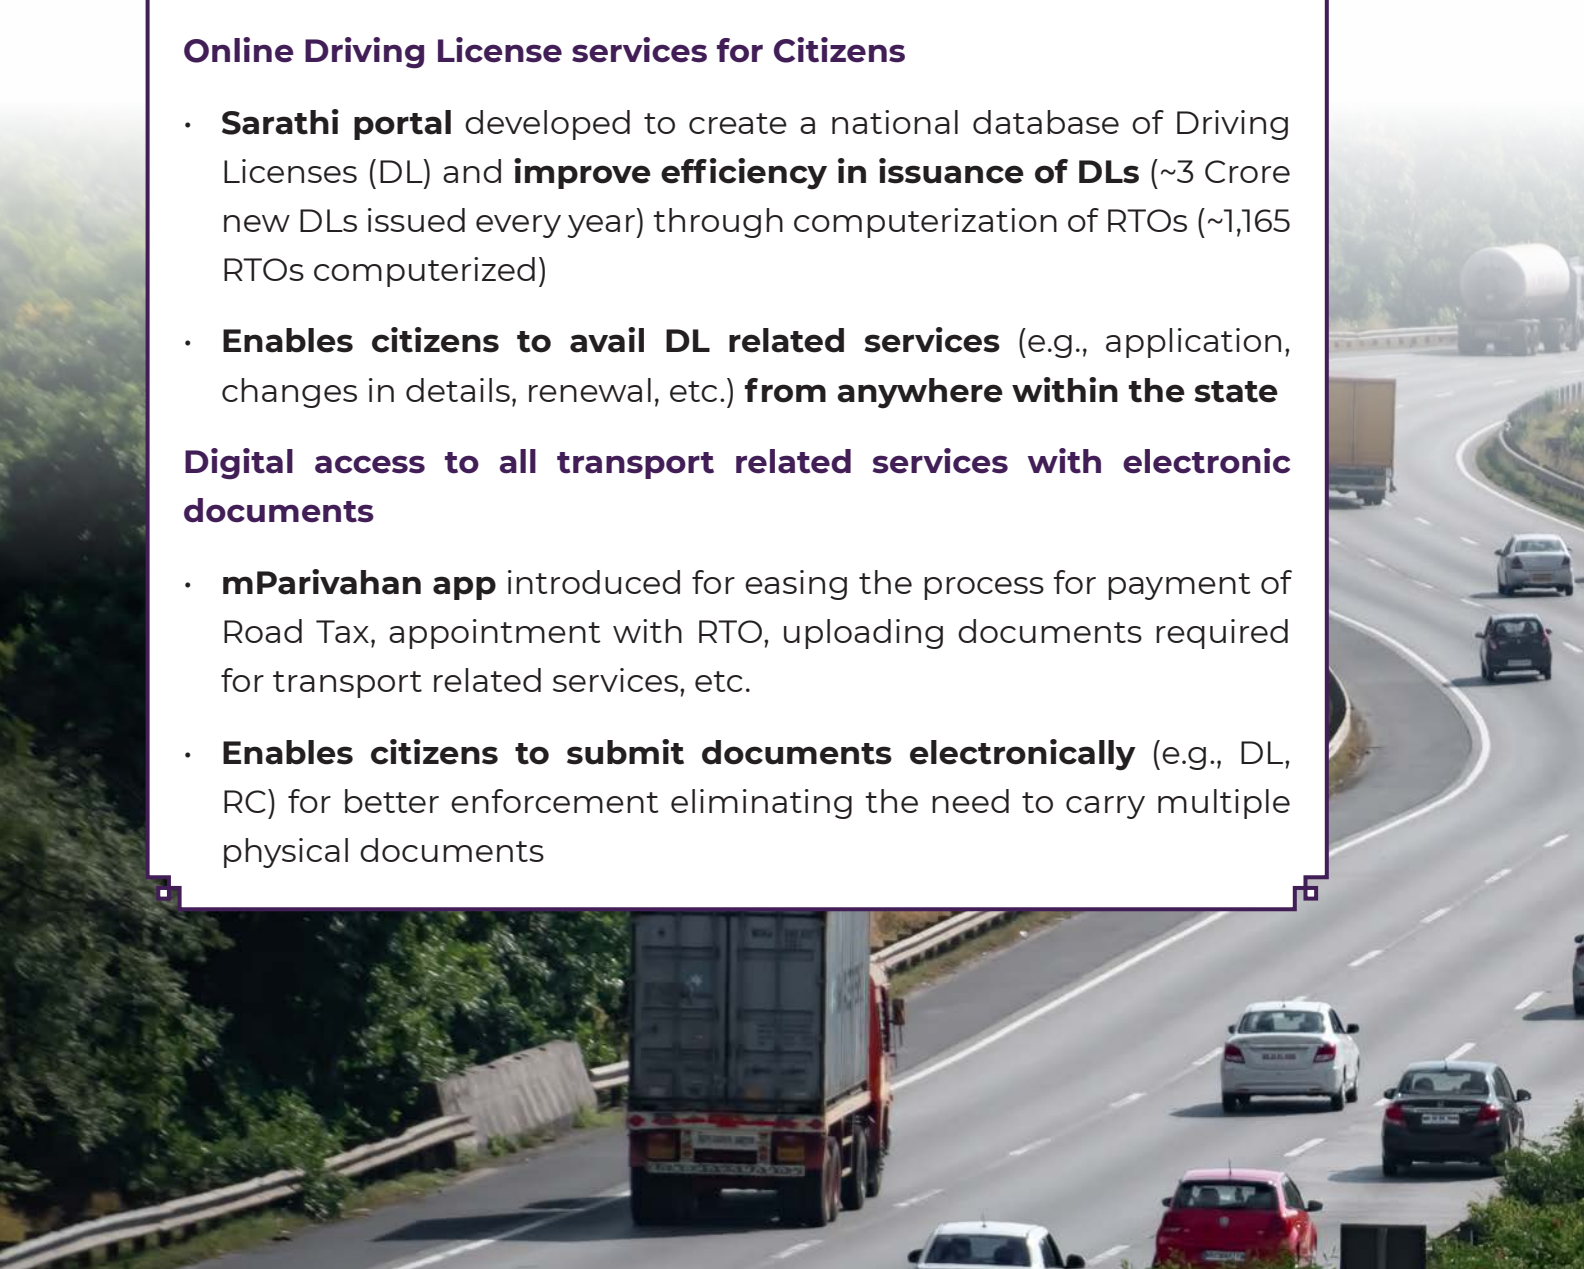 Online Driving License services for Citizens
• Sarathi portal developed to create a national database of Driving
Licenses (DL) and improve efficiency in issuance of DLs (~3 Crore
new DLs issued every year) through computerization of RTOs (~1,165
RTOs computerized)
• Enables citizens to avail DL related services (e.g., application,
changes in details, renewal, etc.) from anywhere within the state
Digital access to all transport related services with electronic
documents
• mParivahan app introduced for easing the process for payment of
Road Tax, appointment with RTO, uploading documents required
for transport related services, etc.
• Enables citizens to submit documents electronically (e.g., DL,
RC) for better enforcement eliminating the need to carry multiple
physical documents